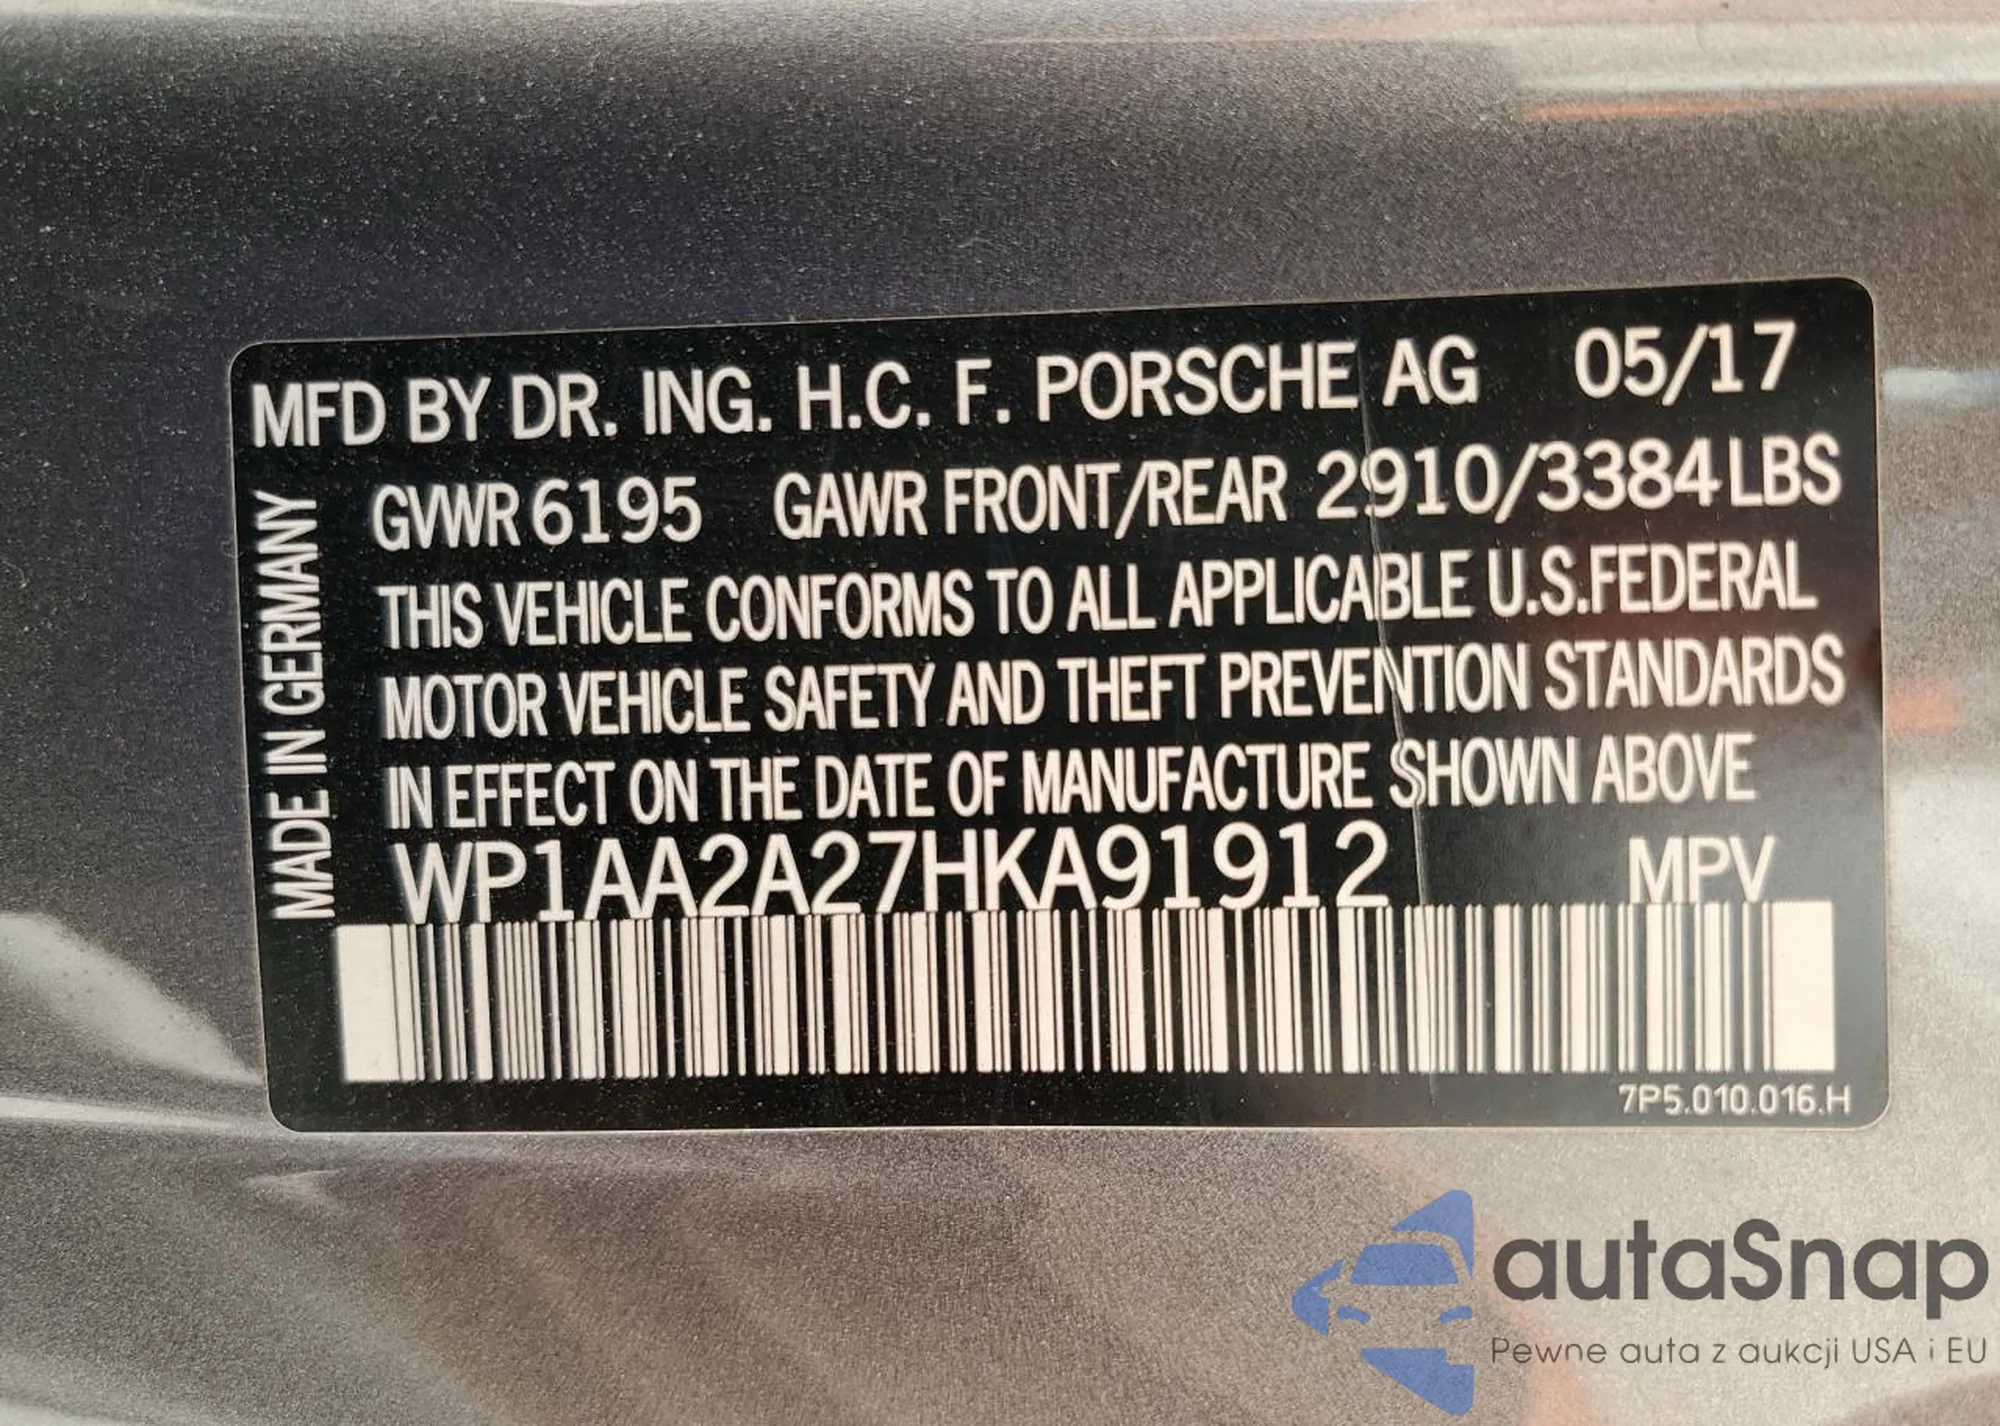 MFD BY DR. ING. H.C. F. PORSCHE AG 05/17
GVWR 6195 GAWR FRONT/REAR 2910/3384 LBS
THIS VEHICLE CONFORMS TO ALL APPLICABLE U.S.FEDERAL
MOTOR VEHICLE SAFETY AND THEFT PREVENTION STANDARDS
IN EFFECT ON THE DATE OF MANUFACTURE SHOWN ABOVE
WP1AA2A27HKA91912 MPV
MADE IN GERMANY
7P5.010.016.H
autaSnap
Pewne auta z aukcji USA i EU